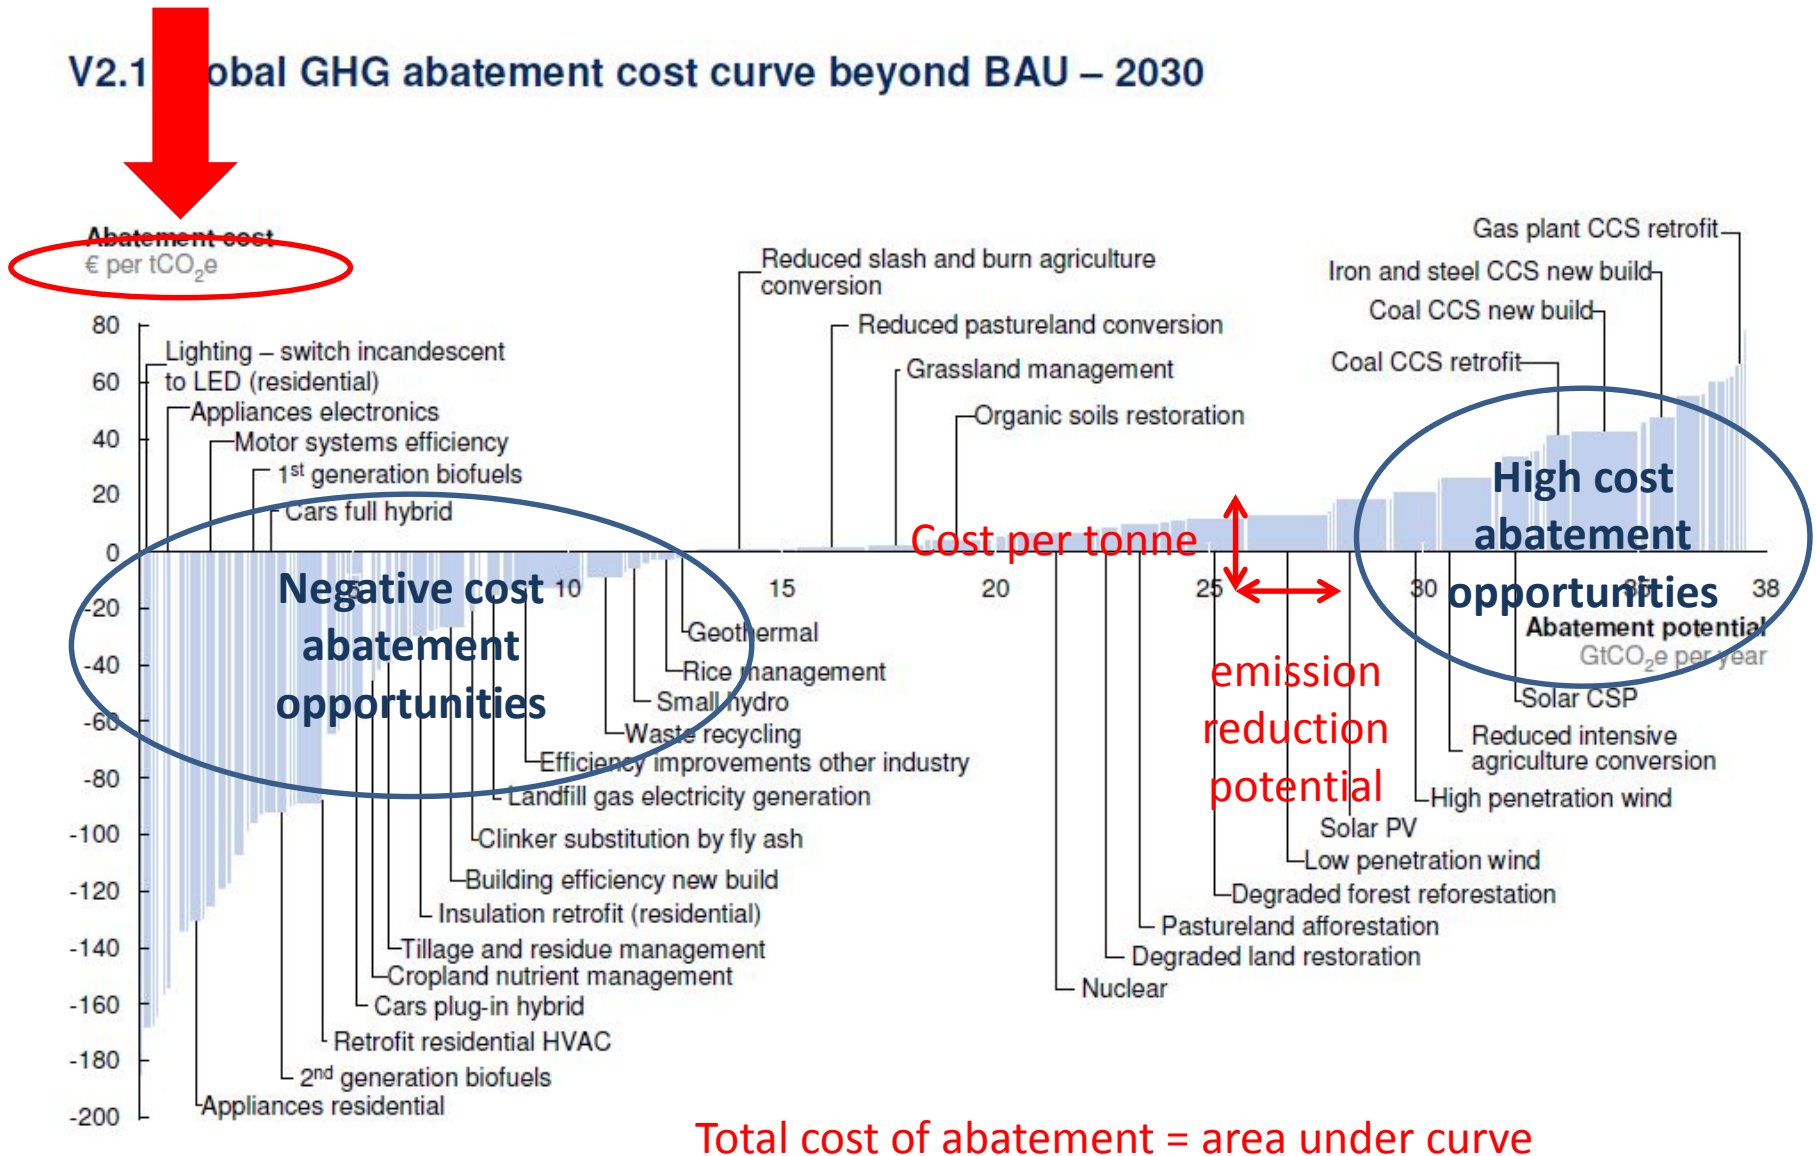 V2.1 obal GHG abatement cost curve beyond BAU – 2030
Abatement cost
€ per tCO₂e
80
60
40
20
0
-20
-40
-60
-80
-100
-120
-140
-160
-180
-200
Lighting – switch incandescent
to LED (residential)
Appliances electronics
Motor systems efficiency
1st generation biofuels
Cars full hybrid
Reduced slash and burn agriculture
conversion
Reduced pastureland conversion
Grassland management
Organic soils restoration
Gas plant CCS retrofit
Iron and steel CCS new build
Coal CCS new build
Coal CCS retrofit
Negative cost
abatement
opportunities
Cost per tonne
emission
reduction
potential
High cost
abatement
opportunities
5
10
15
20
25
30
35
38
Abatement potential
GtCO₂e per year
Geothermal
Rice management
Small hydro
Waste recycling
Efficiency improvements other industry
Landfill gas electricity generation
Clinker substitution by fly ash
Building efficiency new build
Insulation retrofit (residential)
Tillage and residue management
Cropland nutrient management
Cars plug-in hybrid
Retrofit residential HVAC
2nd generation biofuels
Appliances residential
Solar CSP
Reduced intensive
agriculture conversion
High penetration wind
Solar PV
Low penetration wind
Degraded forest reforestation
Pastureland afforestation
Degraded land restoration
Nuclear
Total cost of abatement = area under curve